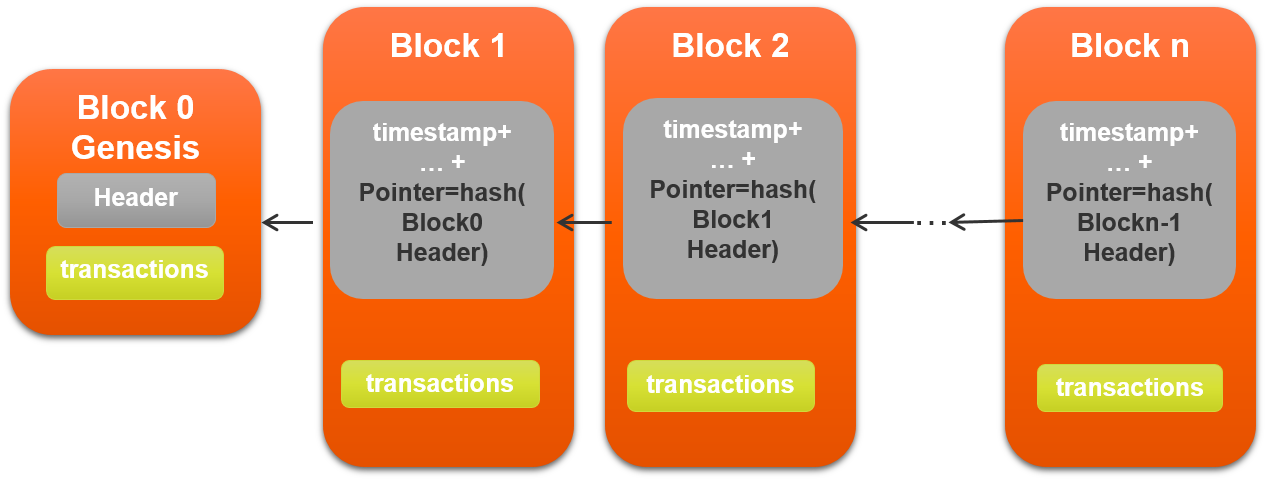 Block 0
Genesis
Header
transactions
Block 1
timestamp+
... +
Pointer=hash(
Block0
Header)
transactions
Block 2
timestamp+
... +
Pointer=hash(
Block1
Header)
transactions
...
Block n
timestamp+
... +
Pointer=hash(
Blockn-1
Header)
transactions